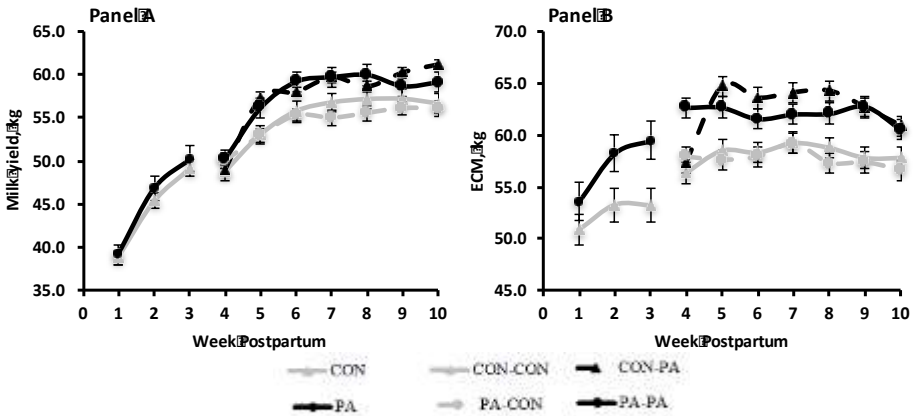 Panel A
Panel B
Milk yield, kg
65.0
60.0
55.0
50.0
45.0
40.0
35.0
0 1 2 3 4 5 6 7 8 9 10
Week Postpartum
ECM, kg
70.0
65.0
60.0
55.0
50.0
45.0
0 1 2 3 4 5 6 7 8 9 10
Week Postpartum
CON CON-CON CON-PA
PA PA-CON PA-PA